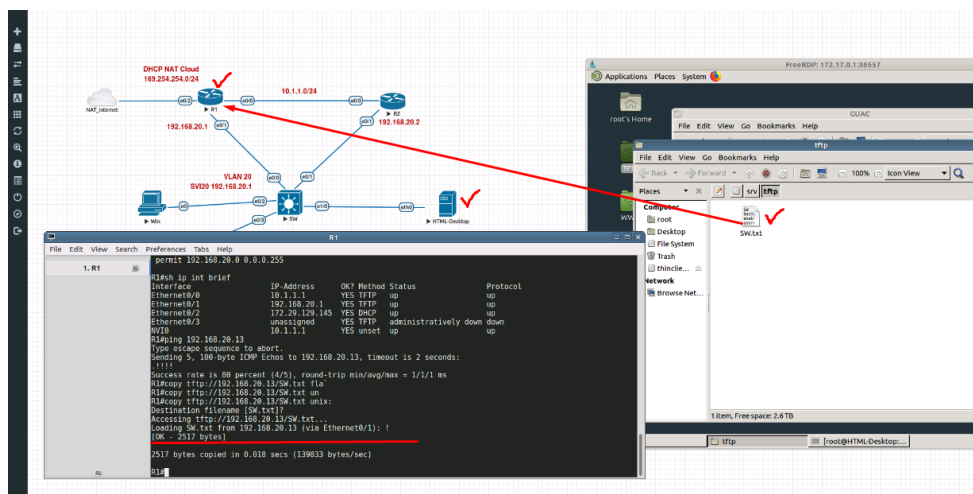 DHCP NAT Cloud
169.254.254.0/24
NAT_internet
e0/2
R1
e0/0
10.1.1.0/24
e0/0
R2
192.168.20.1
e0/1
e0/1
192.168.20.2
VLAN 20
SVI20 192.168.20.1
e0/0
e0/1
Win
e0
e0/2
SW
e1/0
eth0
HTML-Desktop
e0/3
FreeRDP: 172.17.0.1:36557
Applications Places System
root's Home
GUAC
File Edit View Go Bookmarks Help
tftp
File Edit View Go Bookmarks Help
Back Forward 100% Icon View
Places
srv tftp
Computer
root
Desktop
File System
Trash
thinclie...
Network
Browse Net...
SW.txt
1 item, Free space: 2.6 TB
tftp
[root@HTML-Desktop:...
R1
File Edit View Search Preferences Tabs Help
1. R1
permit 192.168.20.0 0.0.0.255
R1#sh ip int brief
Interface IP-Address OK? Method Status Protocol
Ethernet0/0 10.1.1.1 YES TFTP up up
Ethernet0/1 192.168.20.1 YES TFTP up up
Ethernet0/2 172.29.129.145 YES DHCP up up
Ethernet0/3 unassigned YES TFTP administratively down down
NVI0 10.1.1.1 YES unset up up
R1#ping 192.168.20.13
Type escape sequence to abort.
Sending 5, 100-byte ICMP Echos to 192.168.20.13, timeout is 2 seconds:
.!!!!
Success rate is 80 percent (4/5), round-trip min/avg/max = 1/1/1 ms
R1#copy tftp://192.168.20.13/SW.txt fla`
R1#copy tftp://192.168.20.13/SW.txt un
R1#copy tftp://192.168.20.13/SW.txt unix:
Destination filename [SW.txt]?
Accessing tftp://192.168.20.13/SW.txt...
Loading SW.txt from 192.168.20.13 (via Ethernet0/1): !
[OK - 2517 bytes]
2517 bytes copied in 0.018 secs (139833 bytes/sec)
R1#